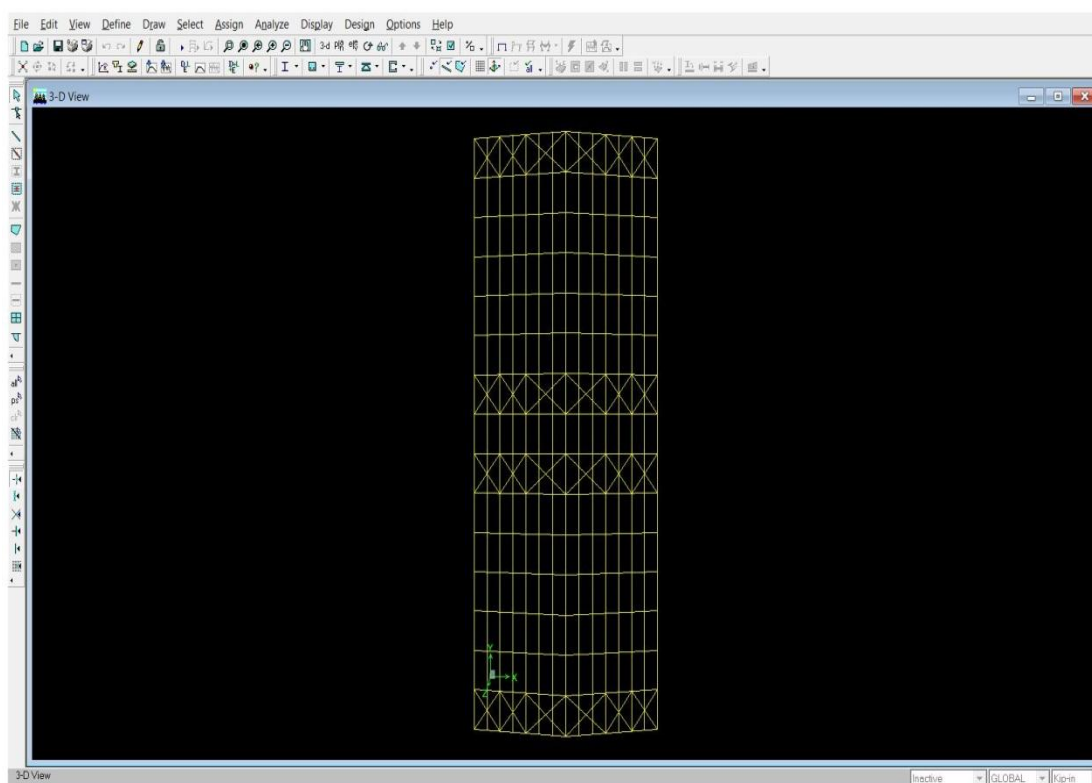 File Edit View Define Draw Select Assign Analyze Display Design Options Help
3-d
3-D View
Y
X
Z
3-D View
Inactive GLOBAL Kip-in